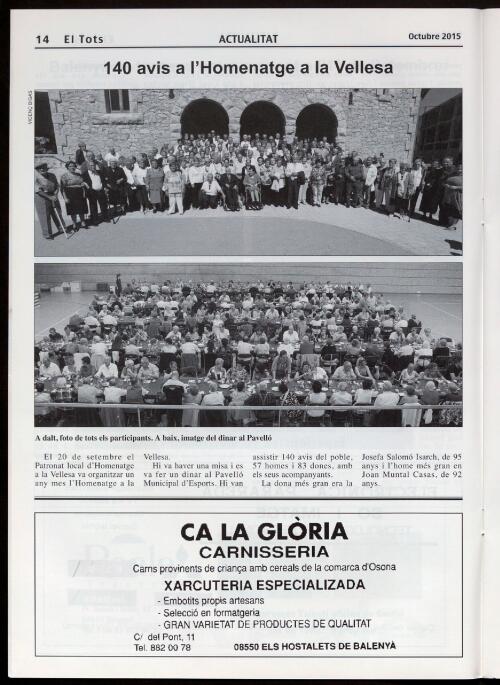 14 El Tots
ACTUALITAT
Octubre 2015
140 avis a l'Homenatge a la Vellesa
VICENÇ BIGAS
A dalt, foto de tots els participants. A baix, imatge del dinar al Pavelló
El 20 de setembre el
Patronat local d'Homenatge
a la Vellesa va organitzar un
any mes l'Homenatge a la
Vellesa.
Hi va haver una misa i es
va fer un dinar al Pavelló
Municipal d'Esports. Hi van
assistir 140 avis del poble,
57 homes i 83 dones, amb
els seus acompanyants.
La dona més gran era la
Josefa Salomó Isarch, de 95
anys i l'home més gran en
Joan Muntal Casas, de 92
anys.
CA LA GLÒRIA
CARNISSERIA
Carns provinents de criança amb cereals de la comarca d'Osona
XARCUTERIA ESPECIALIZADA
- Embotits propis artesans
- Selecció en formatgeria
- GRAN VARIETAT DE PRODUCTES DE QUALITAT
C/ del Pont, 11
Tel. 882 00 78
08550 ELS HOSTALETS DE BALENYÀ